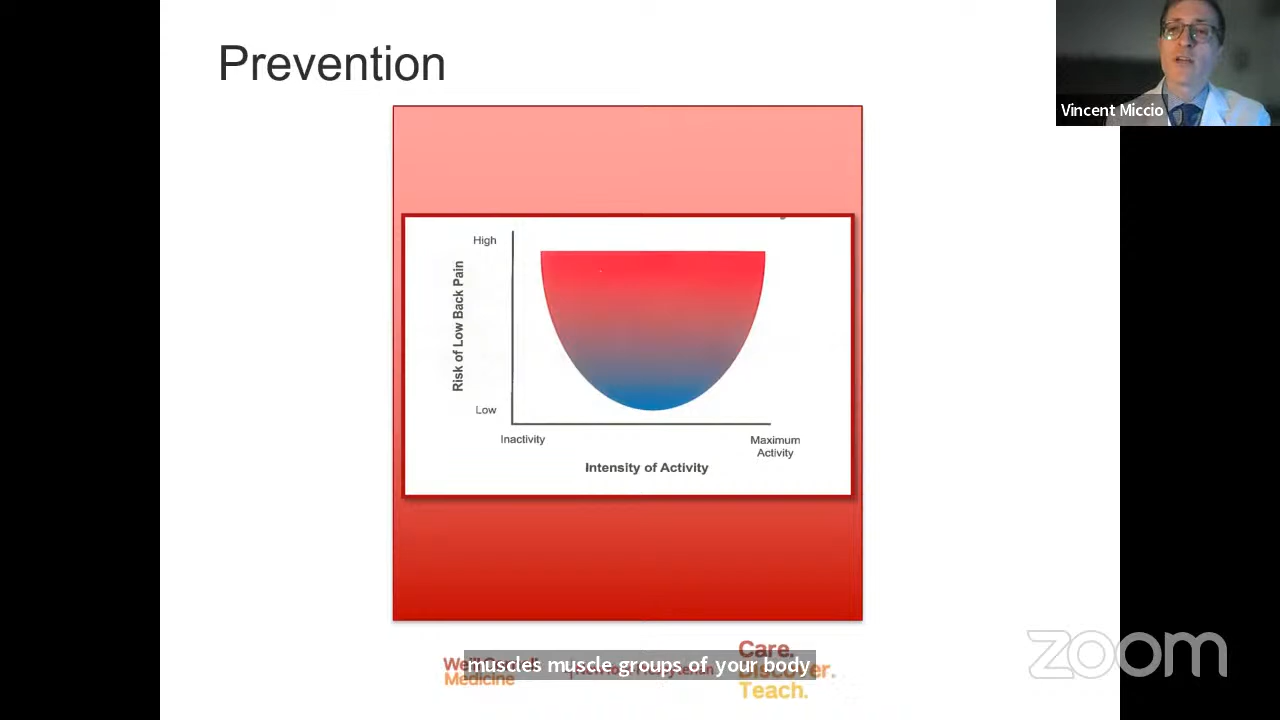 Prevention
Vincent Miccio
High
Risk of Low Back Pain
Low
Inactivity
Maximum
Activity
Intensity of Activity
muscles muscle groups of your body
Medicine
Care.
Discover.
Teach.
zoom